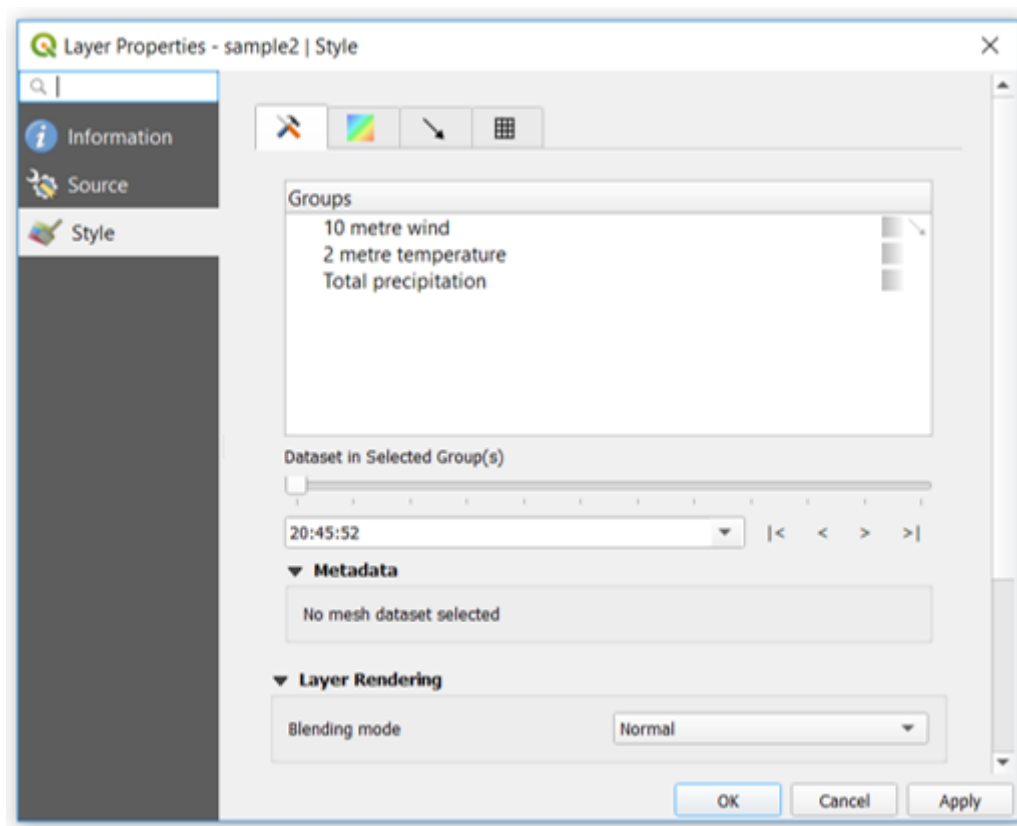 Layer Properties - sample2 | Style
Information
Source
Style
Groups
10 metre wind
2 metre temperature
Total precipitation
Dataset in Selected Group(s)
20:45:52 |< < > >|
Metadata
No mesh dataset selected
Layer Rendering
Blending mode Normal
OK Cancel Apply